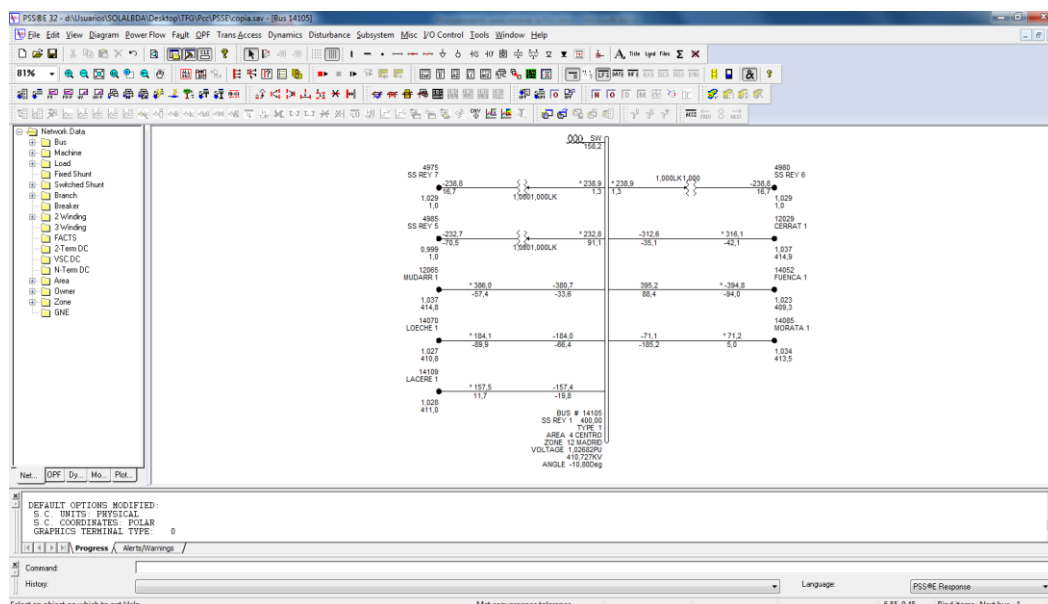 PSS®E 32 - d:\Usuarios\SOLALBDA\Desktop\TFG\Pcc\PSSE\copia.sav - [Bus 14105]
File Edit View Diagram Power Flow Fault OPF Trans Access Dynamics Disturbance Subsystem Misc I/O Control Tools Window Help
81%
Network Data
Bus
Machine
Load
Fixed Shunt
Switched Shunt
Branch
Breaker
2 Winding
3 Winding
FACTS
2-Term DC
VSC DC
N-Term DC
Area
Owner
Zone
GNE
Net... OPF Dy... Mo... Plot...
SW
158,2
4975
SS REY 7
-238,8 *238,9
16,7 1,3
1,029
1,0
4980
SS REY 6
*238,9 1,000LK1,000 -238,8
1,3 16,7
1,029
1,0
4985
SS REY 5
-232,7 *232,8
-70,5 91,1
0,999
1,0
12029
CERRAT 1
-312,6 *316,1
-35,1 -42,1
1,037
414,9
12065
MUDARR 1
*386,0 -380,7
-57,4 -33,6
1,037
414,8
14052
FUENCA 1
395,2 *-394,8
88,4 -94,0
1,023
409,3
14070
LOECHE 1
*184,1 -184,0
-89,9 -66,4
1,027
410,8
14085
MORATA 1
-71,1 *71,2
-185,2 5,0
1,034
413,5
14109
LACERE 1
*157,5 -157,4
11,7 -19,8
1,028
411,0
BUS # 14105
SS REY 1 400,00
TYPE 1
AREA 4 CENTRO
ZONE 12 MADRID
VOLTAGE 1,02682PU
410,727KV
ANGLE -10,80Deg
DEFAULT OPTIONS MODIFIED:
S.C. UNITS: PHYSICAL
S.C. COORDINATES: POLAR
GRAPHICS TERMINAL TYPE: 0
Progress Alerts/Warnings
Command:
History: Language: PSS®E Response